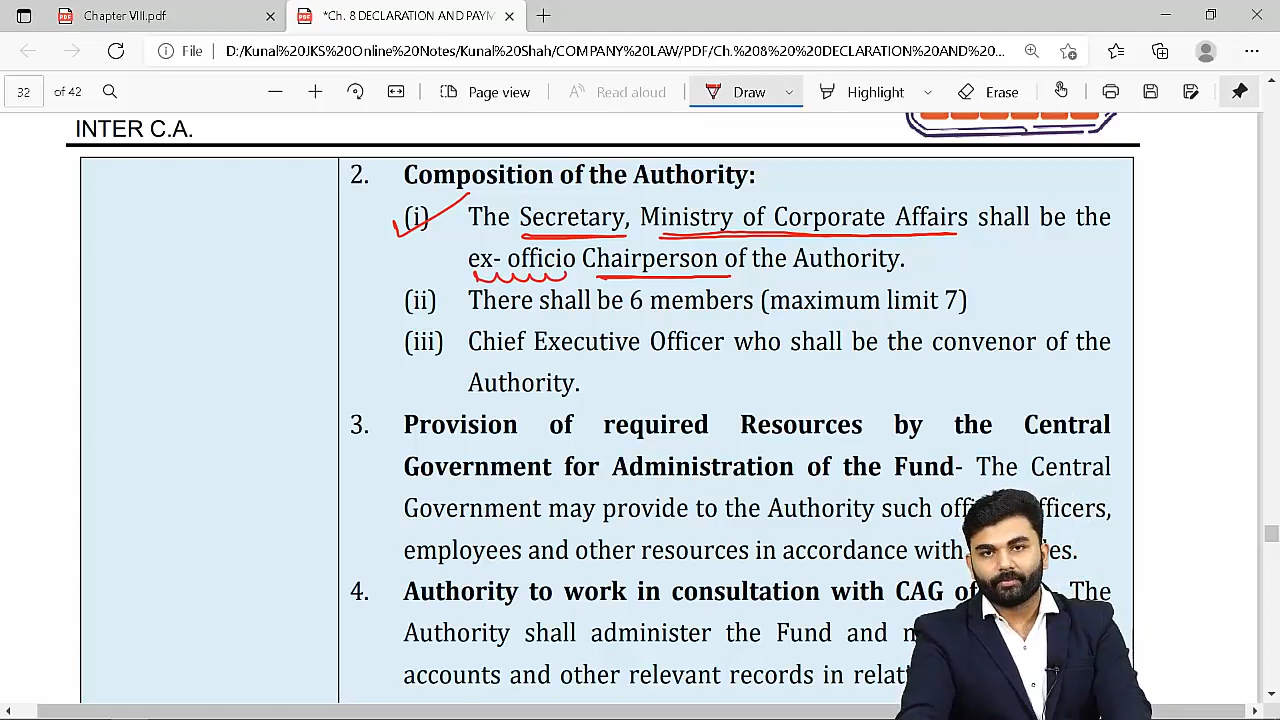 Chapter VIII.pdf
*Ch. 8 DECLARATION AND PAYM
File
D:/Kunal%20JKS%20Online%20Notes/Kunal%20Shah/COMPANY%20LAW/PDF/Ch.%208%20%20DECLARATION%20AND%20...
32 of 42
Page view
Read aloud
Draw
Highlight
Erase
INTER C.A.
2. Composition of the Authority:
(i) The Secretary, Ministry of Corporate Affairs shall be the
ex- officio Chairperson of the Authority.
(ii) There shall be 6 members (maximum limit 7)
(iii) Chief Executive Officer who shall be the convenor of the
Authority.
3. Provision of required Resources by the Central
Government for Administration of the Fund- The Central
Government may provide to the Authority such
employees and other resources in accordance with
4. Authority to work in consultation with CAG of The
Authority shall administer the Fund and
accounts and other relevant records in